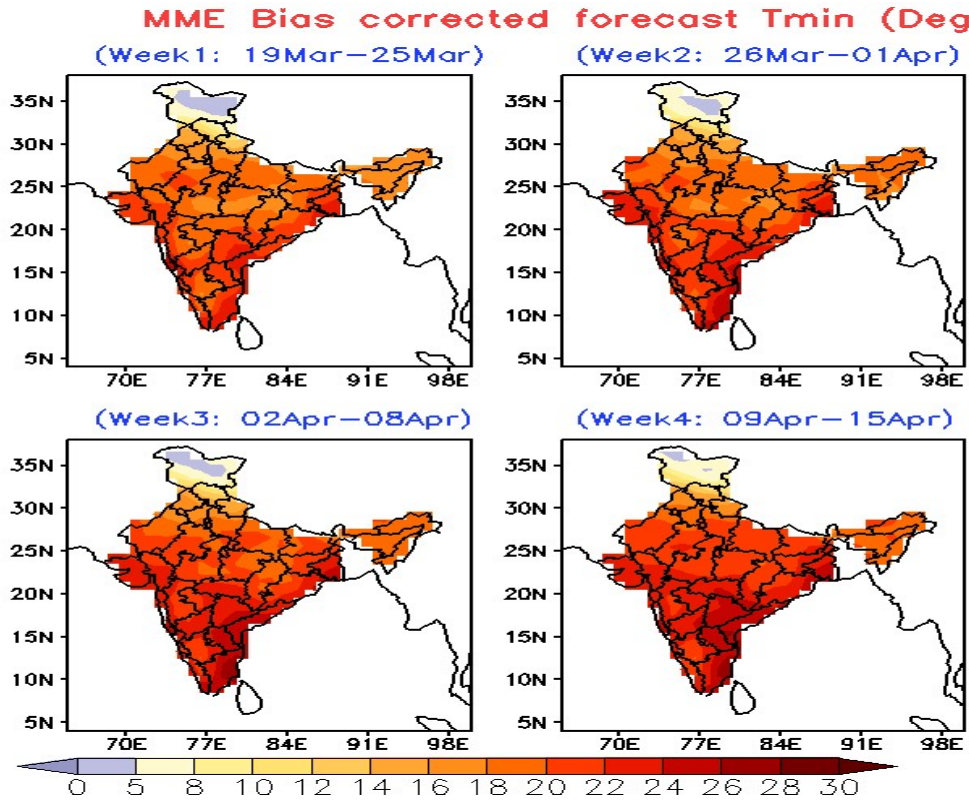 MME Bias corrected forecast Tmin (Deg
(Week1: 19Mar−25Mar)
(Week2: 26Mar−01Apr)
35N
30N
25N
20N
15N
10N
5N
70E 77E 84E 91E 98E
35N
30N
25N
20N
15N
10N
5N
70E 77E 84E 91E 98E
(Week3: 02Apr−08Apr)
(Week4: 09Apr−15Apr)
35N
30N
25N
20N
15N
10N
5N
70E 77E 84E 91E 98E
35N
30N
25N
20N
15N
10N
5N
70E 77E 84E 91E 98E
0 5 8 10 12 14 16 18 20 22 24 26 28 30